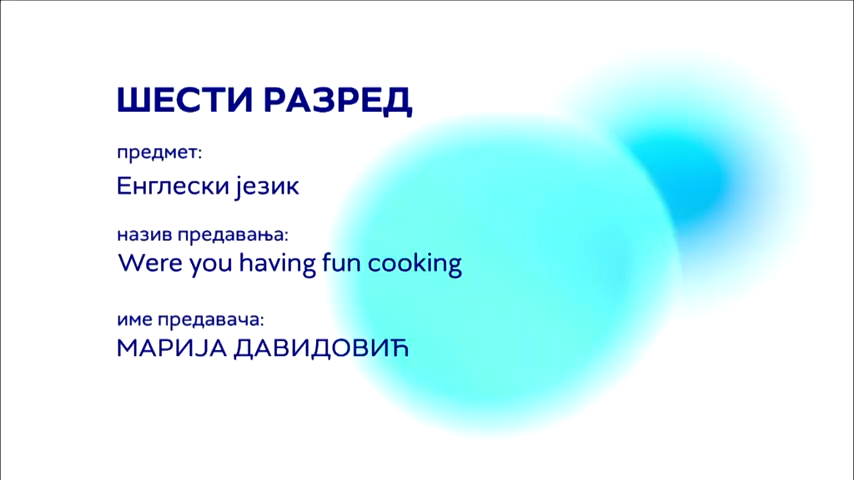 ШЕСТИ РАЗРЕД
предмет:
Енглески језик
назив предавања:
Were you having fun cooking
име предавача:
МАРИЈА ДАВИДОВИЋ